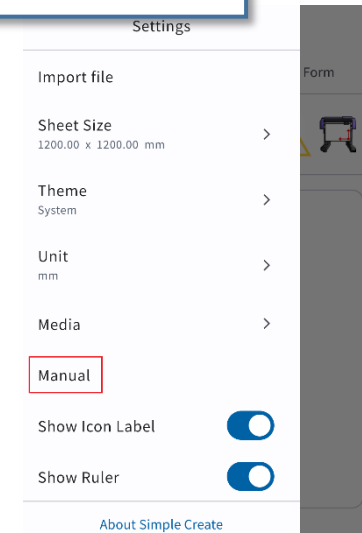 Settings
Import file
Form
Sheet Size
1200.00 x 1200.00 mm
Theme
System
Unit
mm
Media
Manual
Show Icon Label
Show Ruler
About Simple Create